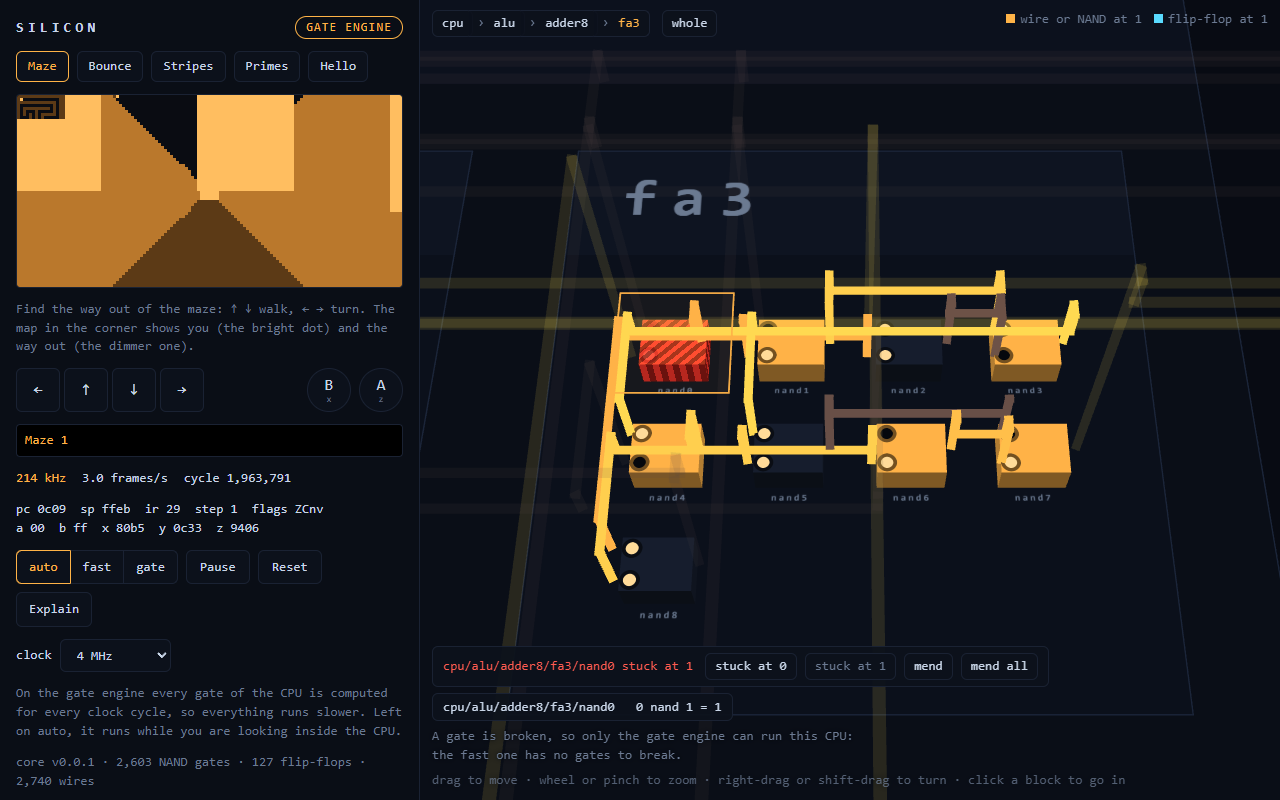 SILICON
GATE ENGINE
Maze Bounce Stripes Primes Hello
Find the way out of the maze: ↑ ↓ walk, ← → turn. The
map in the corner shows you (the bright dot) and the
way out (the dimmer one).
← ↑ ↓ →
B
x
A
z
Maze 1
214 kHz 3.0 frames/s cycle 1,963,791
pc 0c09 sp ffeb ir 29 step 1 flags ZCnv
a 00 b ff x 80b5 y 0c33 z 9406
auto fast gate Pause Reset
Explain
clock 4 MHz
On the gate engine every gate of the CPU is computed
for every clock cycle, so everything runs slower. Left
on auto, it runs while you are looking inside the CPU.
core v0.0.1 · 2,603 NAND gates · 127 flip-flops ·
2,740 wires
cpu › alu › adder8 › fa3 whole
wire or NAND at 1 flip-flop at 1
fa3
nand0 nand1 nand2 nand3
nand4 nand5 nand6 nand7
nand8
cpu/alu/adder8/fa3/nand0 stuck at 1 stuck at 0 stuck at 1 mend mend all
cpu/alu/adder8/fa3/nand0 0 nand 1 = 1
A gate is broken, so only the gate engine can run this CPU:
the fast one has no gates to break.
drag to move · wheel or pinch to zoom · right-drag or shift-drag to turn · click a block to go in